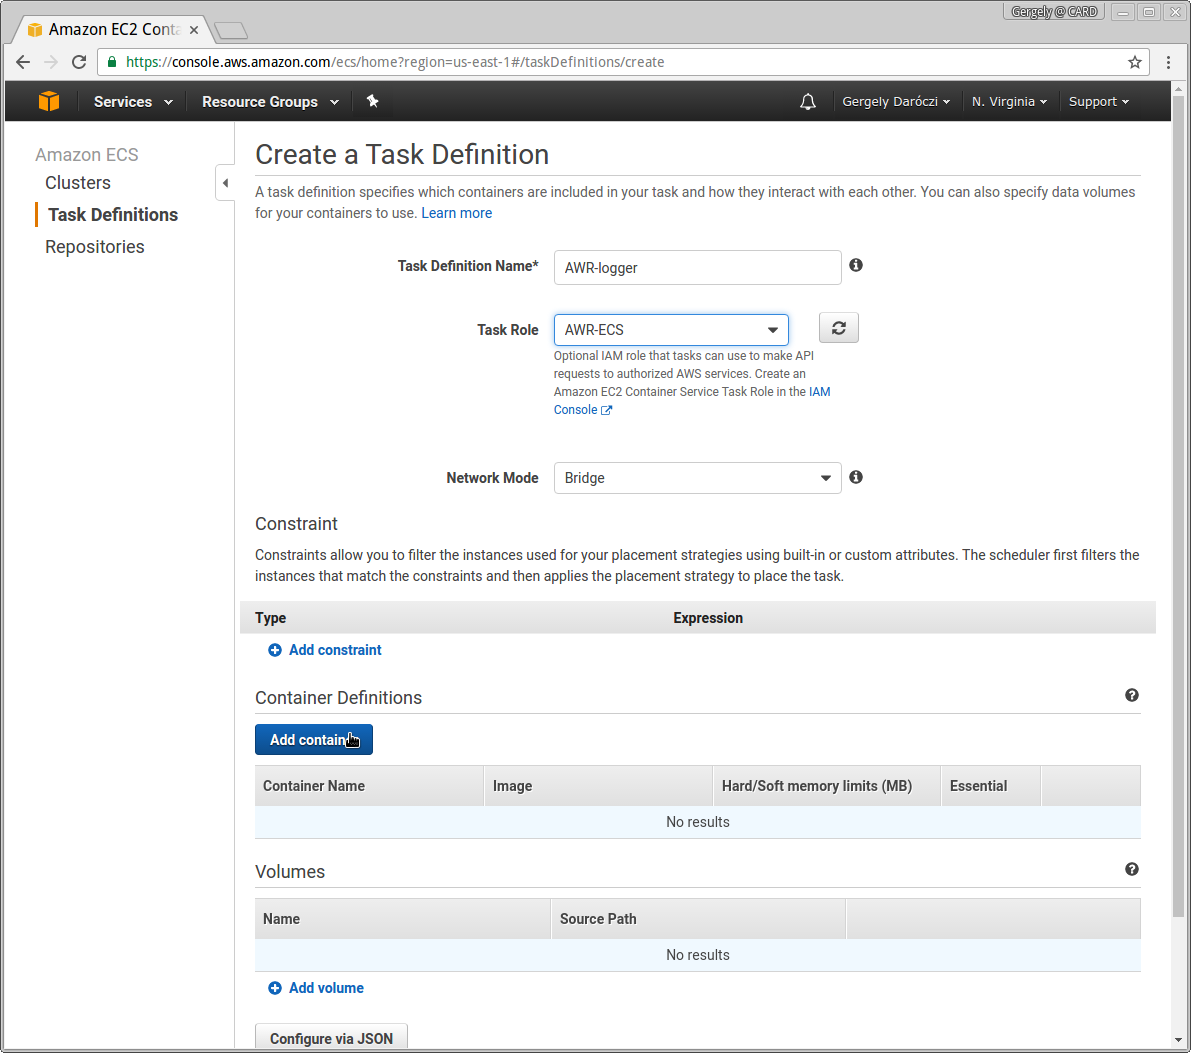 Gergely @ CARD
Amazon EC2 Conta
https://console.aws.amazon.com/ecs/home?region=us-east-1#/taskDefinitions/create
Services
Resource Groups
Gergely Daróczi
N. Virginia
Support
Amazon ECS
Clusters
Task Definitions
Repositories
Create a Task Definition
A task definition specifies which containers are included in your task and how they interact with each other. You can also specify data volumes
for your containers to use. Learn more
Task Definition Name*
AWR-logger
Task Role
AWR-ECS
Optional IAM role that tasks can use to make API
requests to authorized AWS services. Create an
Amazon EC2 Container Service Task Role in the IAM
Console
Network Mode
Bridge
Constraint
Constraints allow you to filter the instances used for your placement strategies using built-in or custom attributes. The scheduler first filters the
instances that match the constraints and then applies the placement strategy to place the task.
Type Expression
Add constraint
Container Definitions
Add contain
Container Name Image Hard/Soft memory limits (MB) Essential
No results
Volumes
Name Source Path
No results
Add volume
Configure via JSON